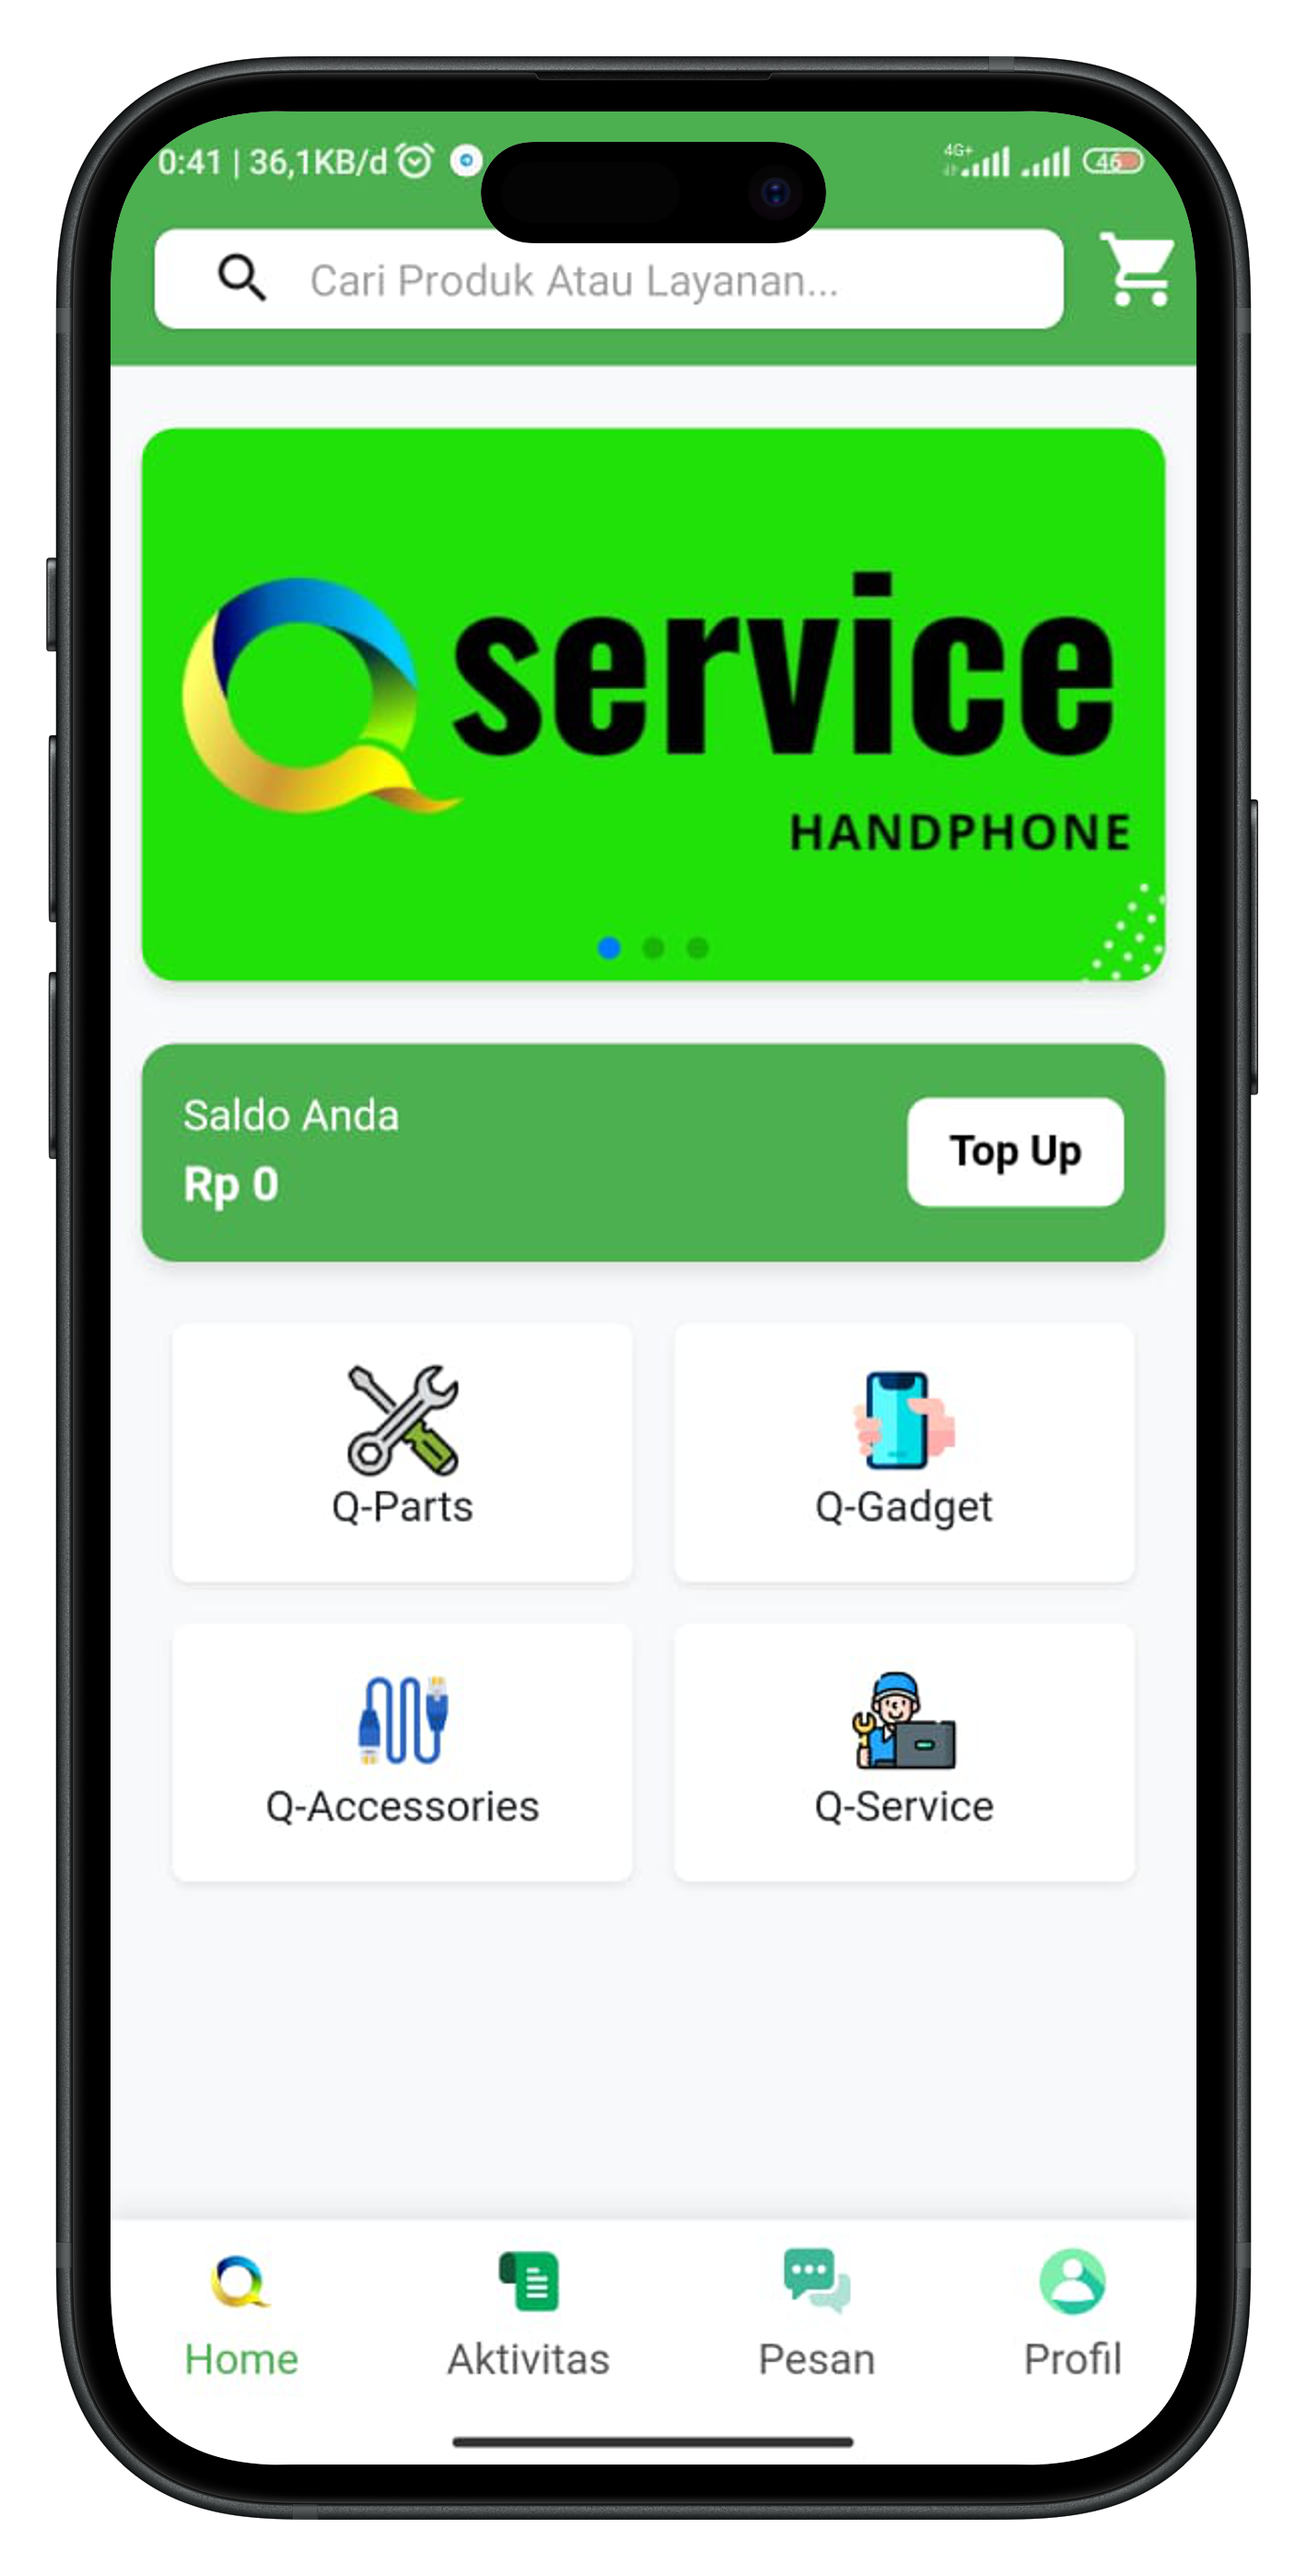 0:41 | 36,1KB/d
4G+
46
Cari Produk Atau Layanan...
Q service
HANDPHONE
Saldo Anda
Rp 0
Top Up
Q-Parts
Q-Gadget
Q-Accessories
Q-Service
Home
Aktivitas
Pesan
Profil